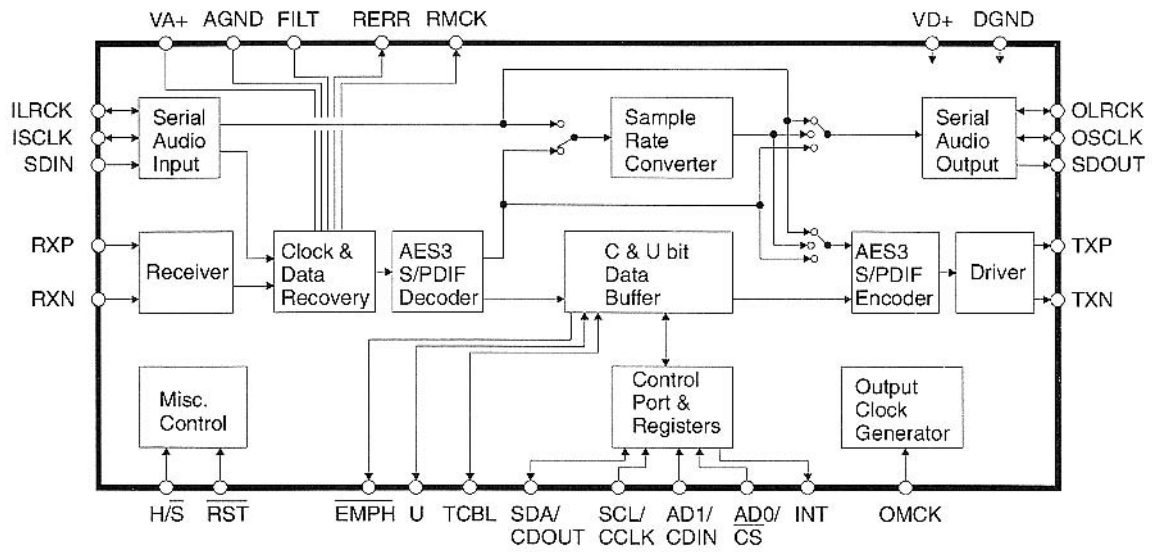 VA+ AGND FILT RERR RMCK VD+ DGND
ILRCK
ISCLK
SDIN
Serial
Audio
Input
Sample
Rate
Converter
Serial
Audio
Output
OLRCK
OSCLK
SDOUT
RXP
RXN
Receiver
Clock &
Data
Recovery
AES3
S/PDIF
Decoder
C & U bit
Data
Buffer
AES3
S/PDIF
Encoder
Driver
TXP
TXN
Misc.
Control
Control
Port &
Registers
Output
Clock
Generator
H/S̅ R̅S̅T̅ E̅M̅P̅H̅ U TCBL SDA/ SCL/ AD1/ AD0/ INT OMCK
CDOUT CCLK CDIN C̅S̅